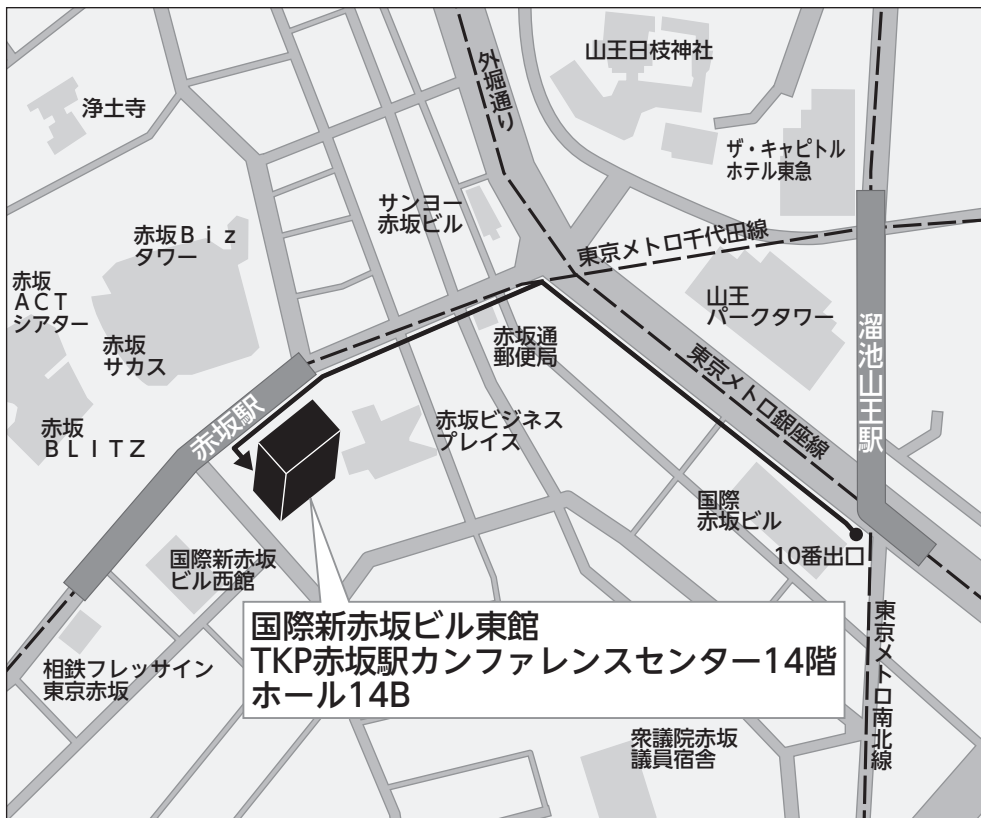 外堀通り
山王日枝神社
浄土寺
ザ・キャピトル
ホテル東急
サンヨー
赤坂ビル
赤坂Ｂｉｚ
タワー
東京メトロ千代田線
赤坂
ＡＣＴ
シアター
山王
パークタワー
赤坂
サカス
赤坂通
郵便局
溜池山王駅
東京メトロ銀座線
赤坂駅
赤坂ビジネス
プレイス
赤坂
ＢＬＩＴＺ
国際
赤坂ビル
10番出口
国際新赤坂
ビル西館
国際新赤坂ビル東館
TKP赤坂駅カンファレンスセンター14階
ホール14B
東京メトロ南北線
相鉄フレッサイン
東京赤坂
衆議院赤坂
議員宿舎